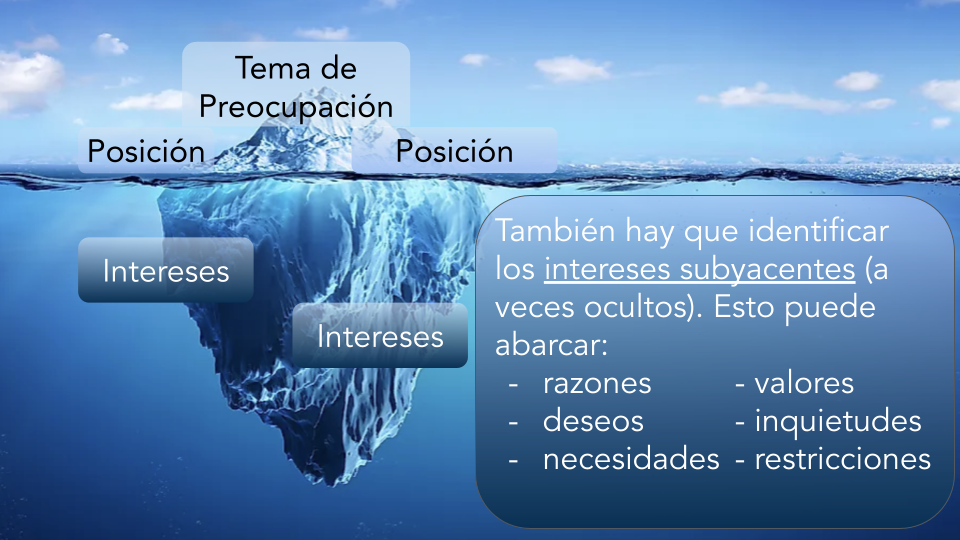 Tema de
Preocupación
Posición
Posición
Intereses
Intereses
También hay que identificar
los intereses subyacentes (a
veces ocultos). Esto puede
abarcar:
- razones - valores
- deseos - inquietudes
- necesidades - restricciones